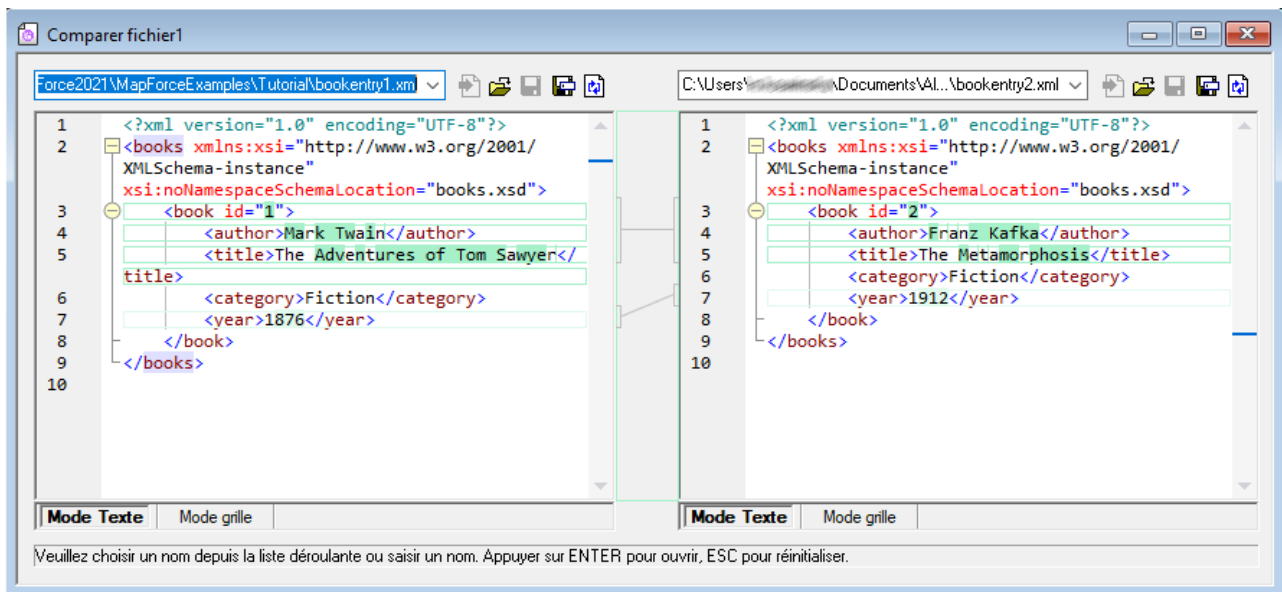 Comparer fichier1
Force2021\MapForceExamples\Tutorial\bookentry1.xml
1 <?xml version="1.0" encoding="UTF-8"?>
2 <books xmlns:xsi="http://www.w3.org/2001/
XMLSchema-instance"
xsi:noNamespaceSchemaLocation="books.xsd">
3 <book id="1">
4 <author>Mark Twain</author>
5 <title>The Adventures of Tom Sawyer</
title>
6 <category>Fiction</category>
7 <year>1876</year>
8 </book>
9 </books>
10
Mode Texte Mode grille
C:\Users\ \Documents\Al...\bookentry2.xml
1 <?xml version="1.0" encoding="UTF-8"?>
2 <books xmlns:xsi="http://www.w3.org/2001/
XMLSchema-instance"
xsi:noNamespaceSchemaLocation="books.xsd">
3 <book id="2">
4 <author>Franz Kafka</author>
5 <title>The Metamorphosis</title>
6 <category>Fiction</category>
7 <year>1912</year>
8 </book>
9 </books>
10
Mode Texte Mode grille
Veuillez choisir un nom depuis la liste déroulante ou saisir un nom. Appuyer sur ENTER pour ouvrir, ESC pour réinitialiser.